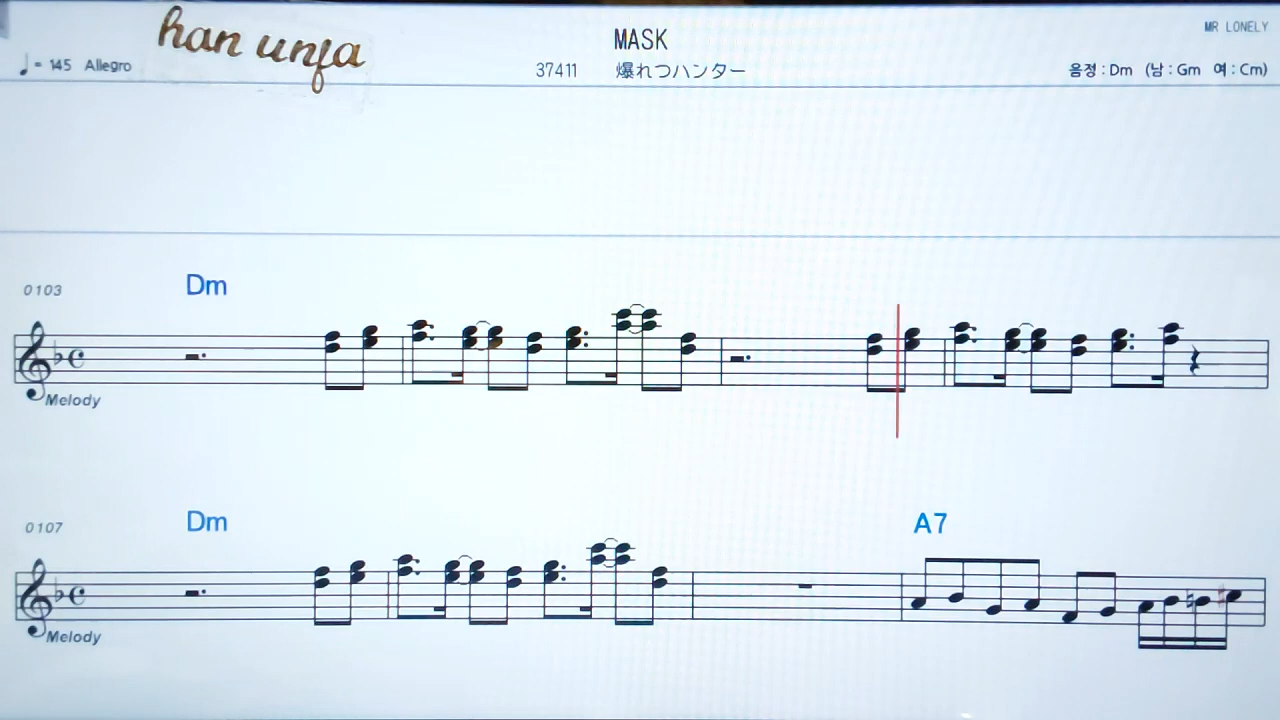 han unfa
MASK
MR LONELY
♩= 145 Allegro
37411 爆れつハンター
음정 : Dm (남 : Gm 여 : Cm)
0103
Dm
Melody
0107
Dm
A7
Melody